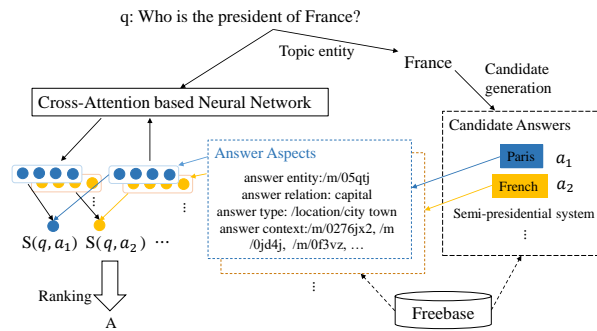 q: Who is the president of France?
Topic entity
France
Candidate
generation
Cross-Attention based Neural Network
Candidate Answers
Answer Aspects
Paris a₁
French a₂
Semi-presidential system
⋮
answer entity:/m/05qtj
answer relation: capital
answer type: /location/city town
answer context:/m/0276jx2, /m
/0jd4j, /m/0f3vz, …
⋮
⋮
⋮
S(q,a₁) S(q,a₂) ⋯
Ranking
A
Freebase